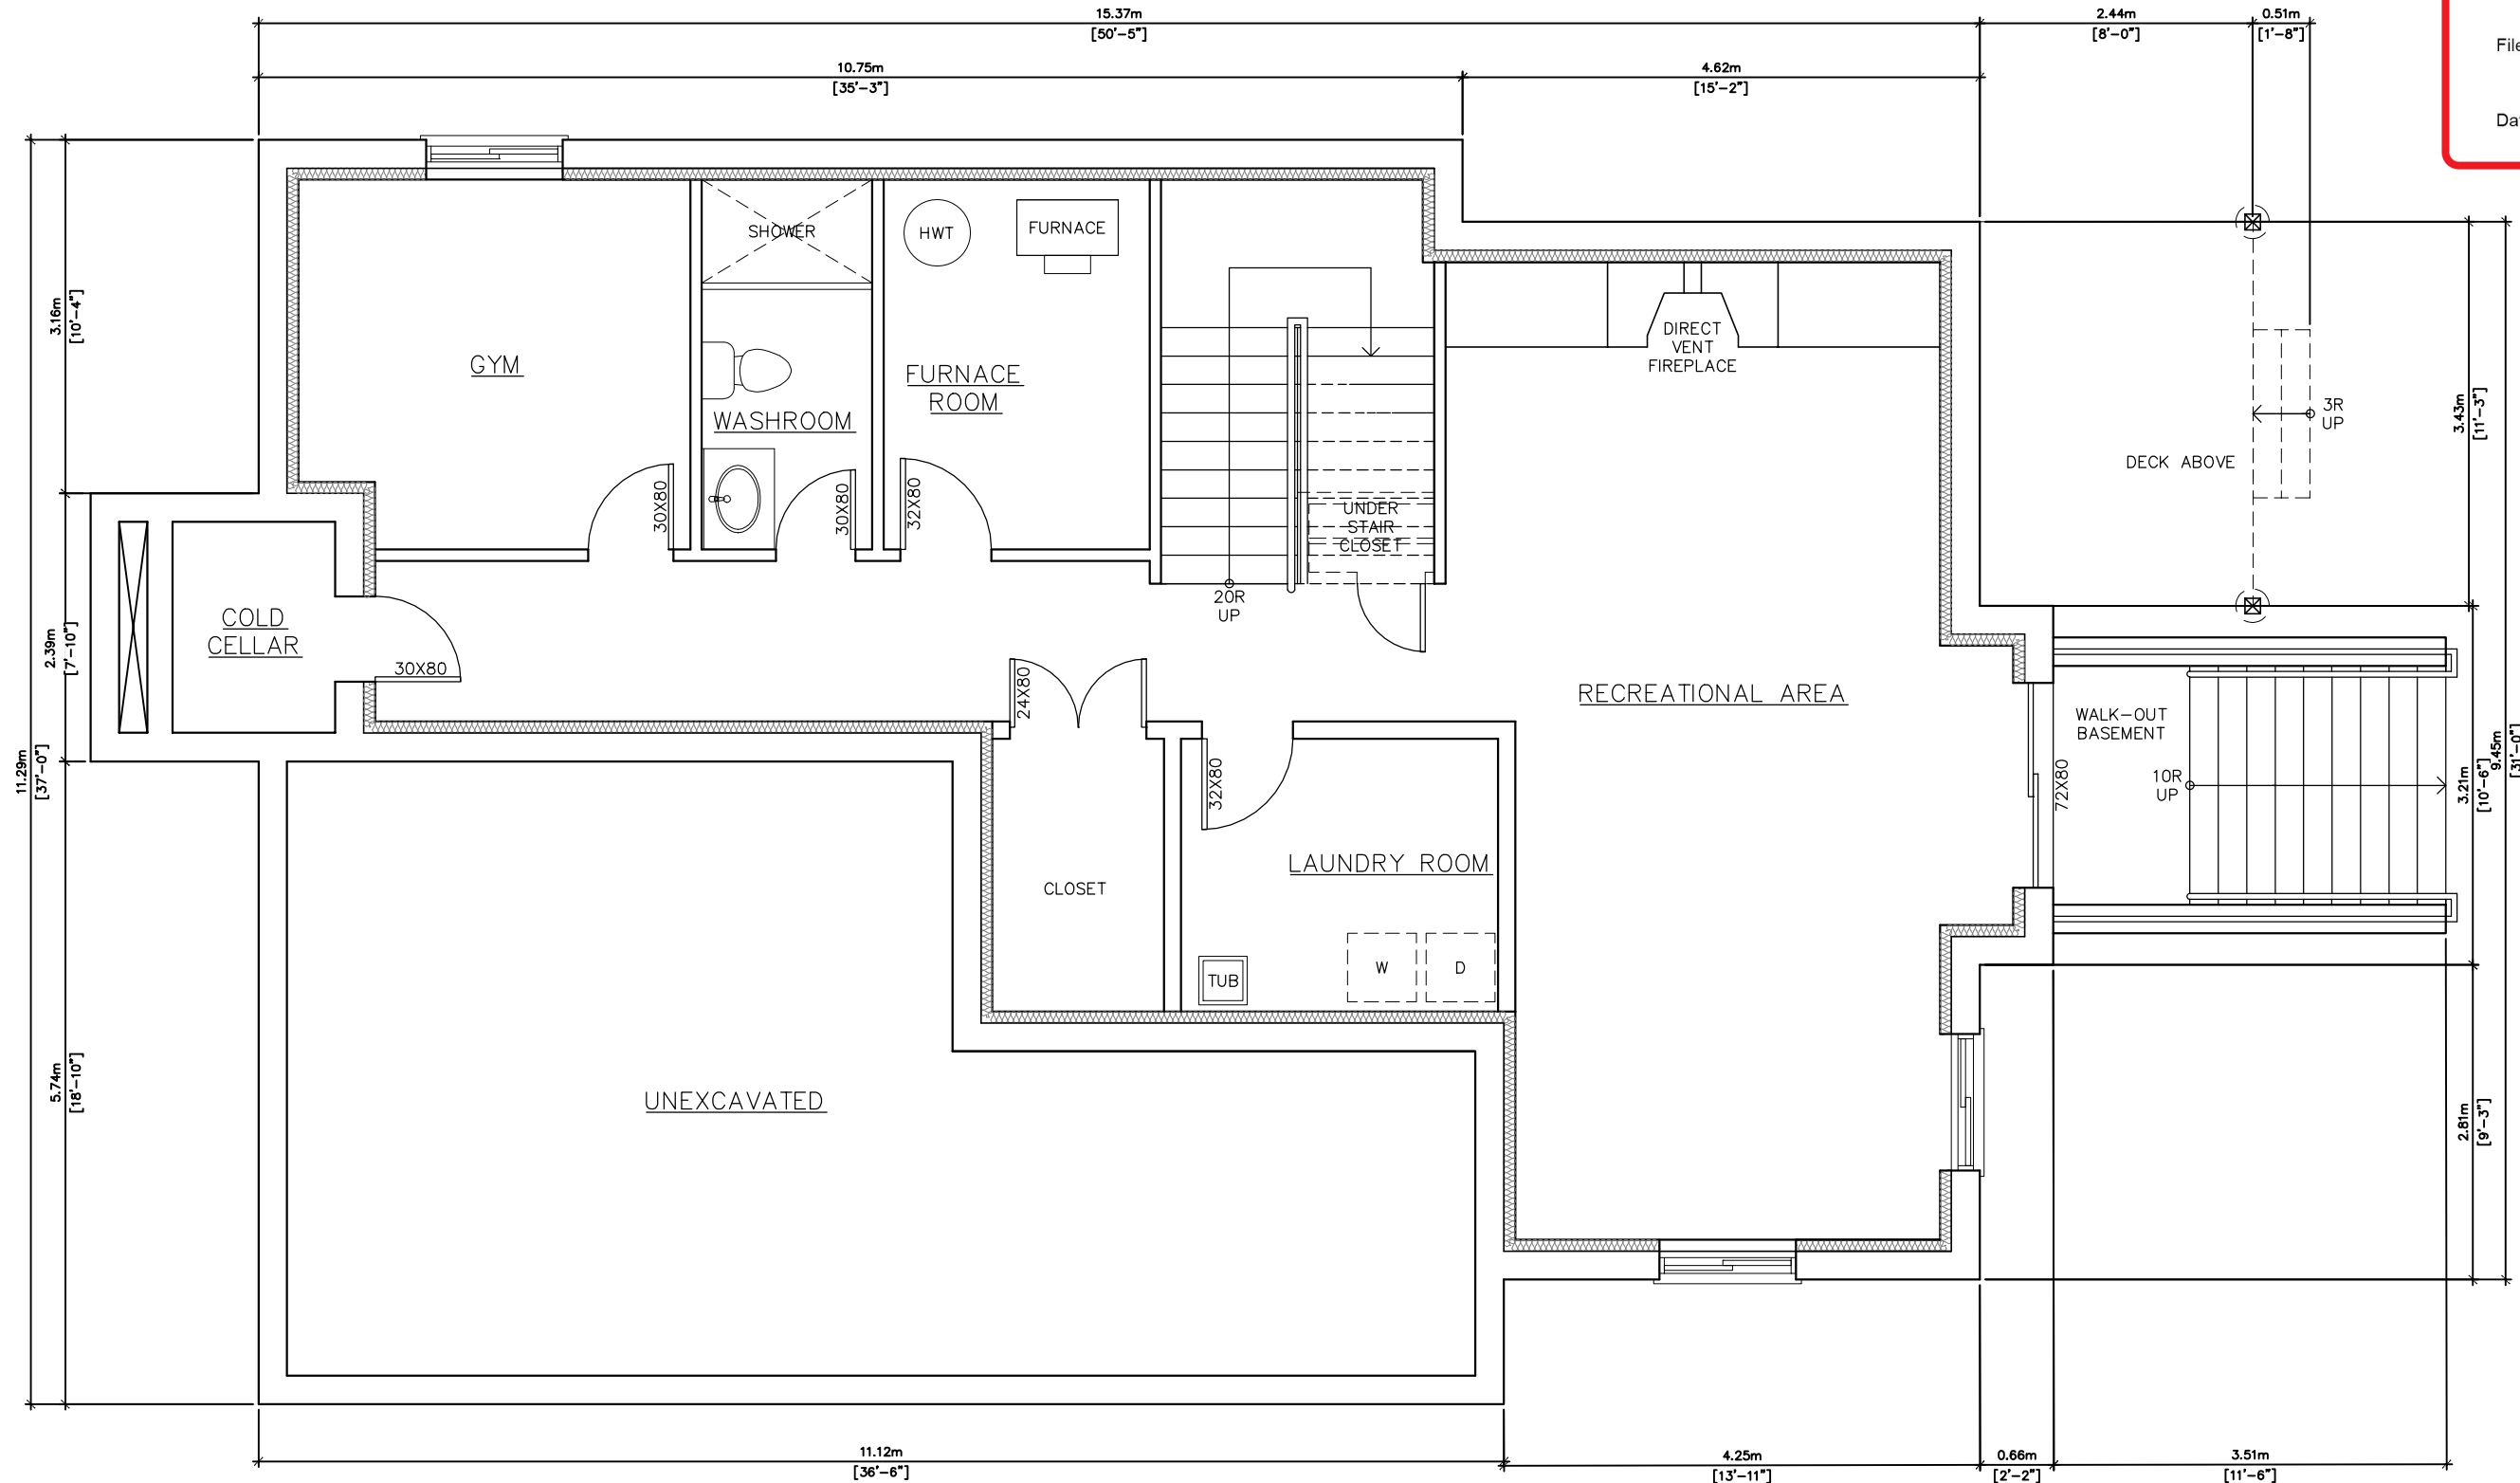 15.37m
[50'-5"]
2.44m
[8'-0"]
0.51m
[1'-8"]
File
Da
10.75m
[35'-3"]
4.62m
[15'-2"]
3.16m
[10'-4"]
2.39m
[7'-10"]
11.29m
[37'-0"]
5.74m
[18'-10"]
GYM
SHOWER
WASHROOM
HWT
FURNACE
FURNACE
ROOM
30X80
30X80
32X80
DIRECT
VENT
FIREPLACE
UNDER
STAIR
CLOSET
20R
UP
3R
UP
DECK ABOVE
3.43m
[11'-3"]
COLD
CELLAR
30X80
24X80
32X80
RECREATIONAL AREA
WALK-OUT
BASEMENT
10R
UP
72X80
3.21m
[10'-6"]
9.45m
[31'-0"]
LAUNDRY ROOM
CLOSET
TUB
W
D
UNEXCAVATED
2.81m
[9'-3"]
11.12m
[36'-6"]
4.25m
[13'-11"]
0.66m
[2'-2"]
3.51m
[11'-6"]